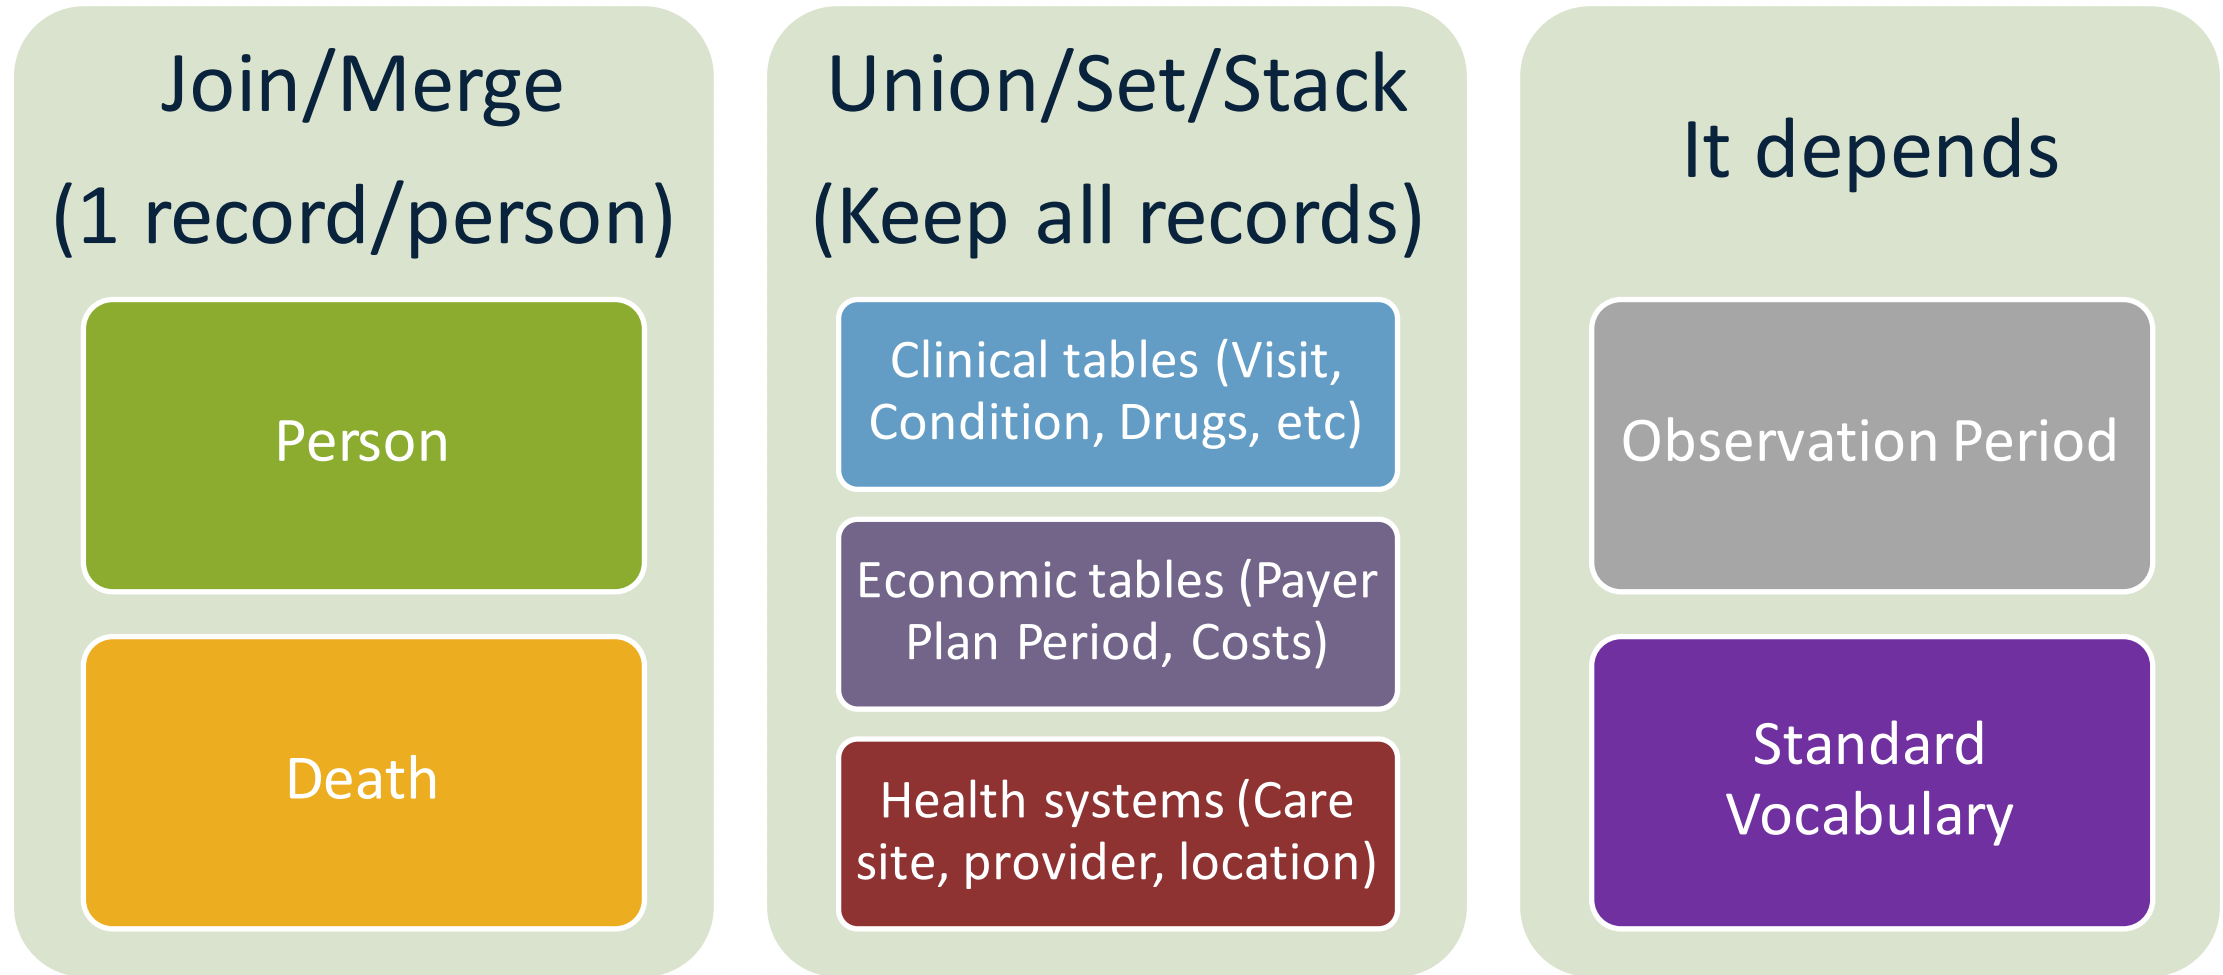 Join/Merge
(1 record/person)
Person
Death
Union/Set/Stack
(Keep all records)
Clinical tables (Visit,
Condition, Drugs, etc)
Economic tables (Payer
Plan Period, Costs)
Health systems (Care
site, provider, location)
It depends
Observation Period
Standard
Vocabulary